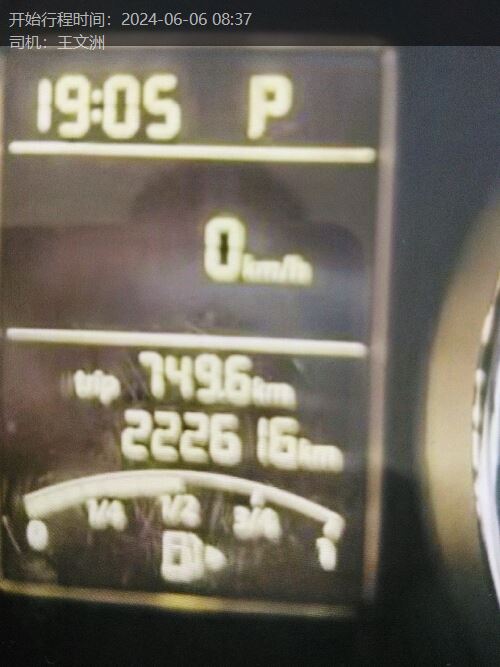 开始行程时间：2024-06-06 08:37
司机：王文洲
19:05 P
0 km/h
trip 749.6 km
222616 km
0 1/4 1/2 3/4 1